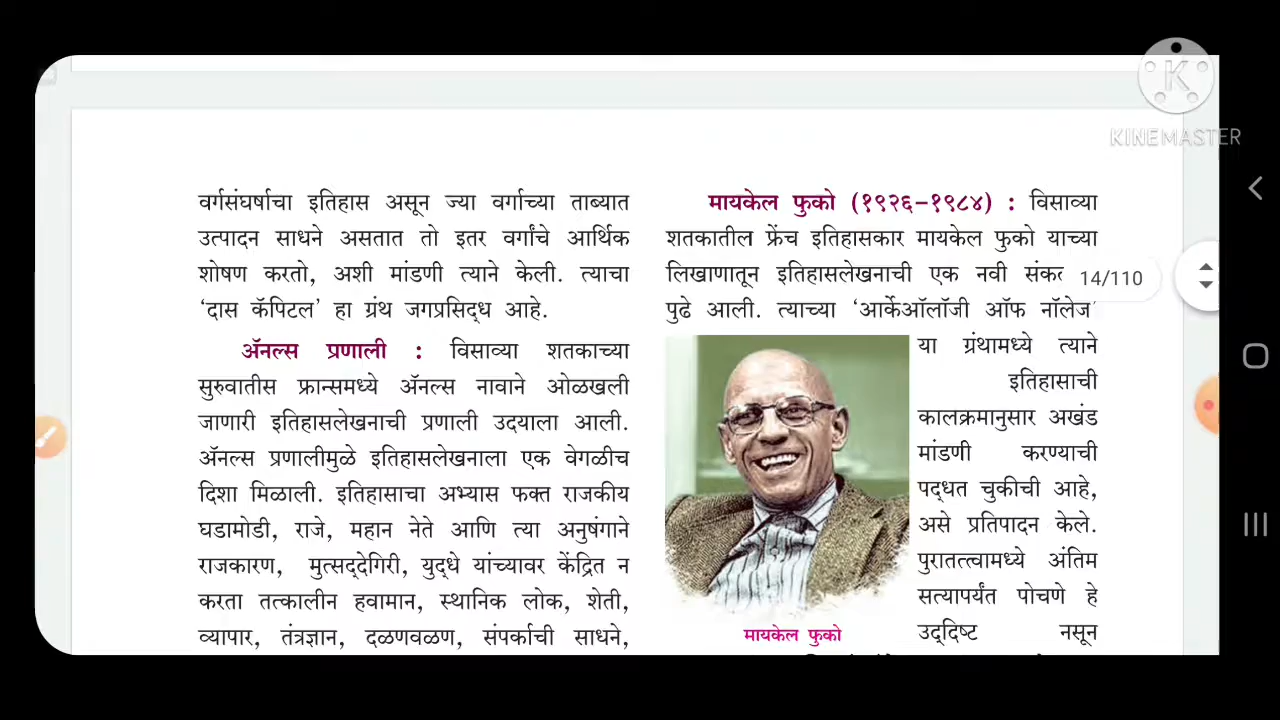 KINEMASTER
वर्गसंघर्षाचा इतिहास असून ज्या वर्गाच्या ताब्यात
उत्पादन साधने असतात तो इतर वर्गांचे आर्थिक
शोषण करतो, अशी मांडणी त्याने केली. त्याचा
‘दास कॅपिटल’ हा ग्रंथ जगप्रसिद्ध आहे.
ॲनल्स प्रणाली : विसाव्या शतकाच्या
सुरुवातीस फ्रान्समध्ये ॲनल्स नावाने ओळखली
जाणारी इतिहासलेखनाची प्रणाली उदयाला आली.
ॲनल्स प्रणालीमुळे इतिहासलेखनाला एक वेगळीच
दिशा मिळाली. इतिहासाचा अभ्यास फक्त राजकीय
घडामोडी, राजे, महान नेते आणि त्या अनुषंगाने
राजकारण, मुत्सद्देगिरी, युद्धे यांच्यावर केंद्रित न
करता तत्कालीन हवामान, स्थानिक लोक, शेती,
व्यापार, तंत्रज्ञान, दळणवळण, संपर्काची साधने,
मायकेल फुको (१९२६–१९८४) : विसाव्या
शतकातील फ्रेंच इतिहासकार मायकेल फुको याच्या
लिखाणातून इतिहासलेखनाची एक नवी
14/110
पुढे आली. त्याच्या ‘आर्केऑलॉजी ऑफ नॉलेज’
या ग्रंथामध्ये त्याने
इतिहासाची
कालक्रमानुसार अखंड
मांडणी करण्याची
पद्धत चुकीची आहे,
असे प्रतिपादन केले.
पुरातत्त्वामध्ये अंतिम
सत्यापर्यंत पोचणे हे
उद्दिष्ट नसून
मायकेल फुको